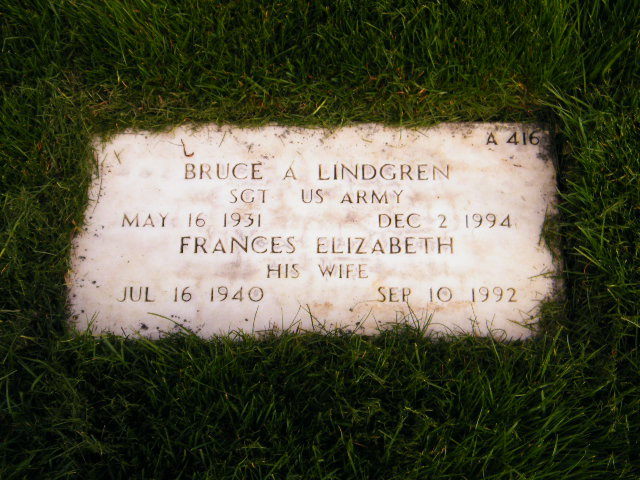 A 416
BRUCE A LINDGREN
SGT US ARMY
MAY 16 1931 DEC 2 1994
FRANCES ELIZABETH
HIS WIFE
JUL 16 1940 SEP 10 1992